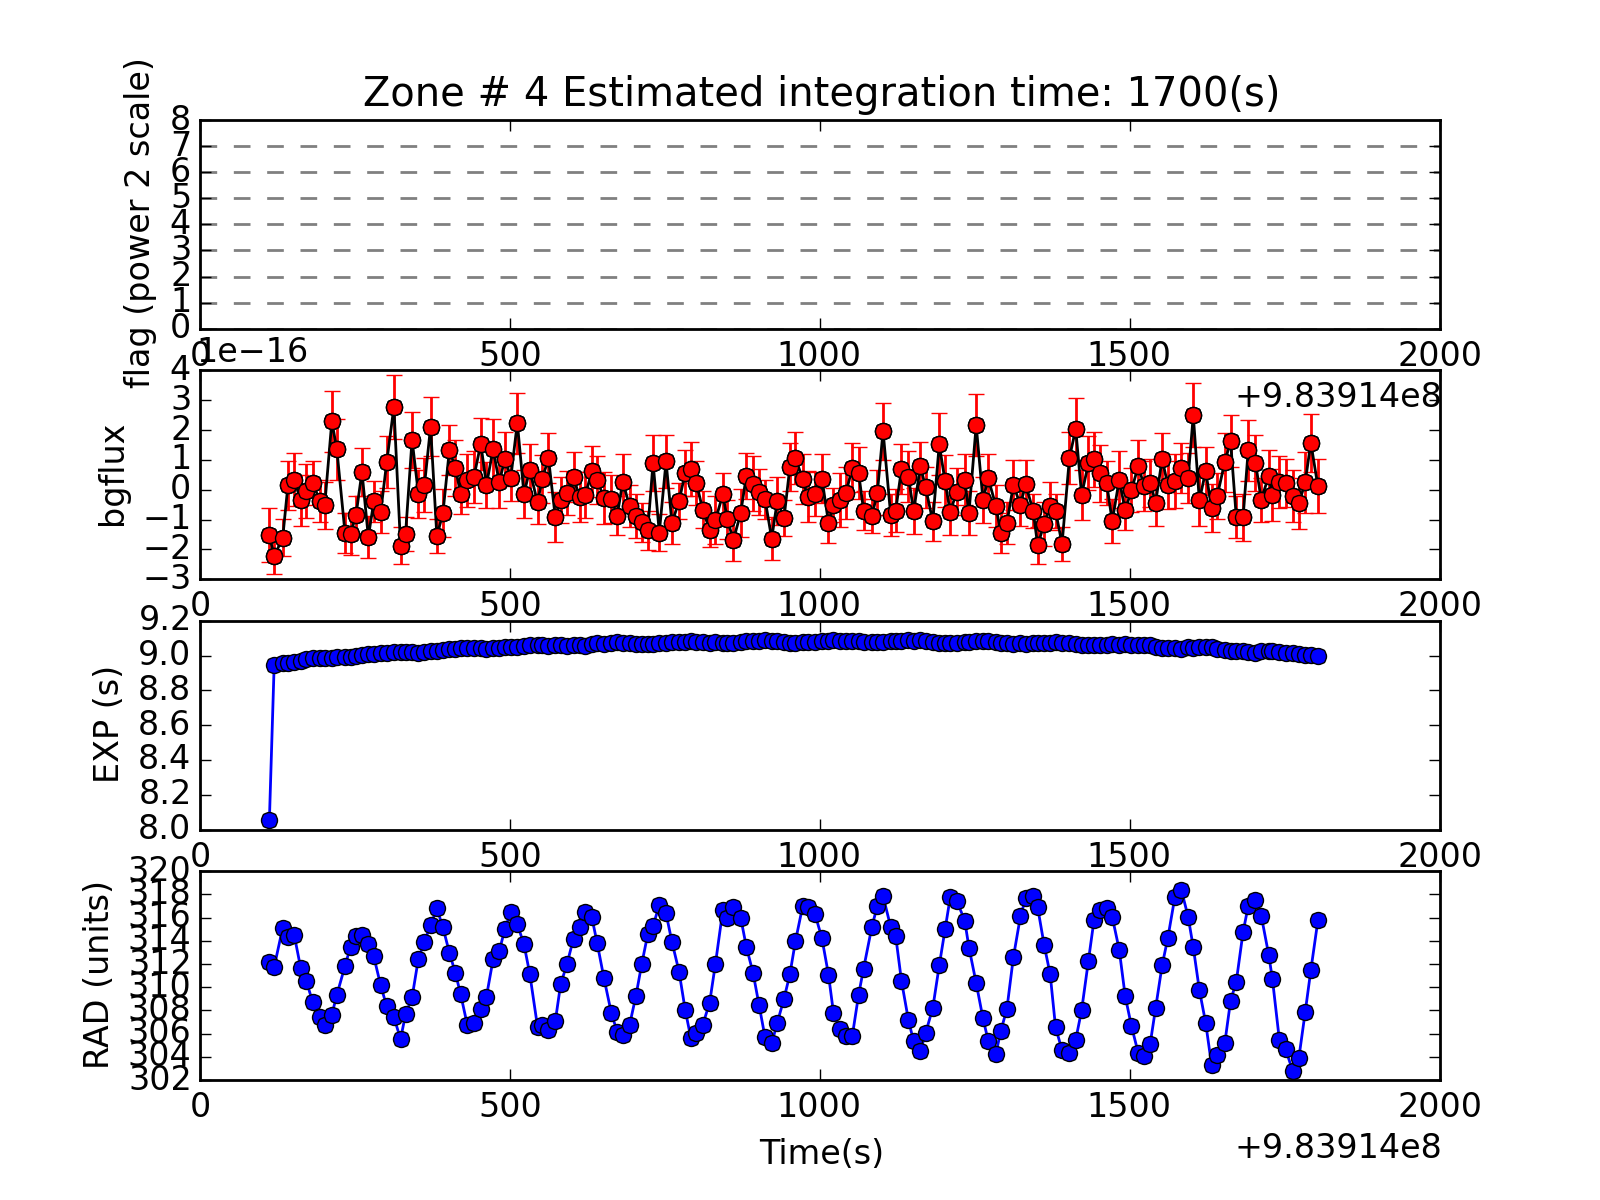 Zone # 4 Estimated integration time: 1700(s)
flag (power 2 scale)
8
7
6
5
4
3
2
1
0
0 500 1000 1500 2000
1e−16
+9.83914e8
bgflux
4
3
2
1
0
−1
−2
−3
0 500 1000 1500 2000
EXP (s)
9.2
9.0
8.8
8.6
8.4
8.2
8.0
0 500 1000 1500 2000
RAD (units)
320
318
316
314
312
310
308
306
304
302
0 500 1000 1500 2000
Time(s)
+9.83914e8